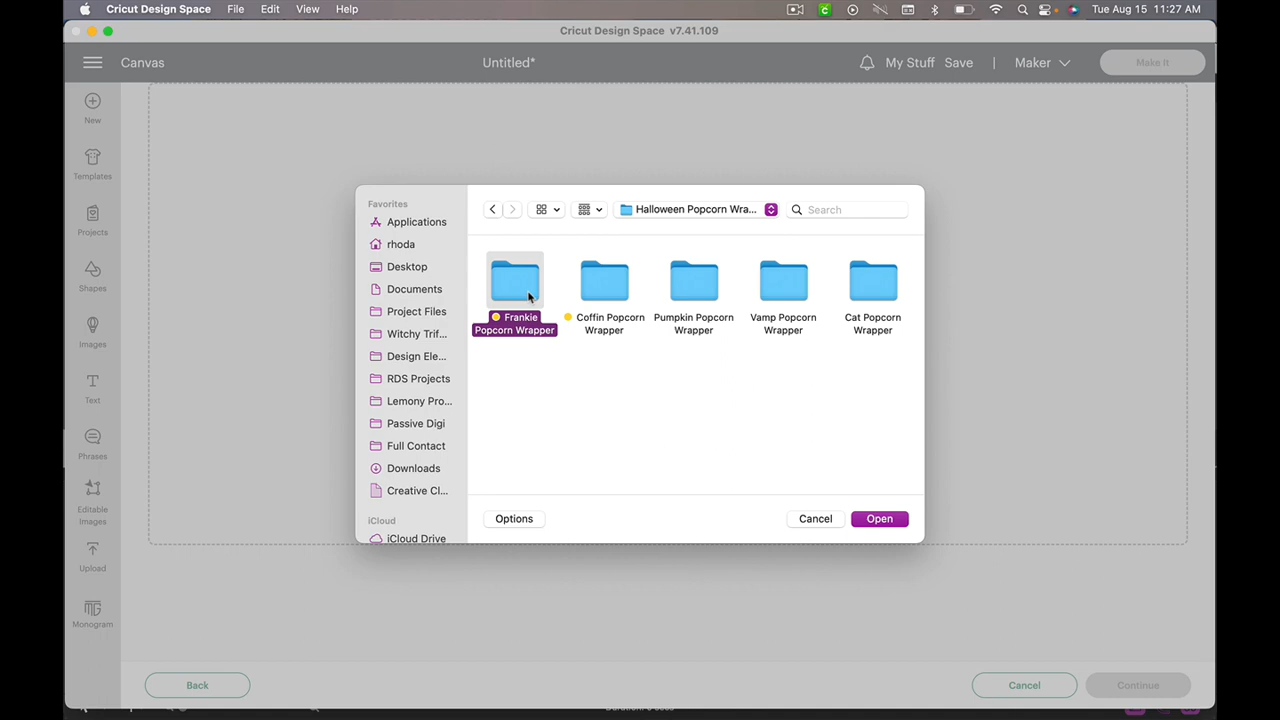 Cricut Design Space File Edit View Help Tue Aug 15 11:27 AM
Cricut Design Space v7.41.109
Canvas Untitled* My Stuff Save | Maker Make It
New
Templates
Projects
Shapes
Images
Text
Phrases
Editable
Images
Upload
Monogram
Favorites
Applications
rhoda
Desktop
Documents
Project Files
Witchy Trif...
Design Ele...
RDS Projects
Lemony Pro...
Passive Digi
Full Contact
Downloads
Creative Cl...
iCloud
iCloud Drive
Halloween Popcorn Wra... Search
Frankie
Popcorn Wrapper
Coffin Popcorn
Wrapper
Pumpkin Popcorn
Wrapper
Vamp Popcorn
Wrapper
Cat Popcorn
Wrapper
Options Cancel Open
Back Cancel Continue